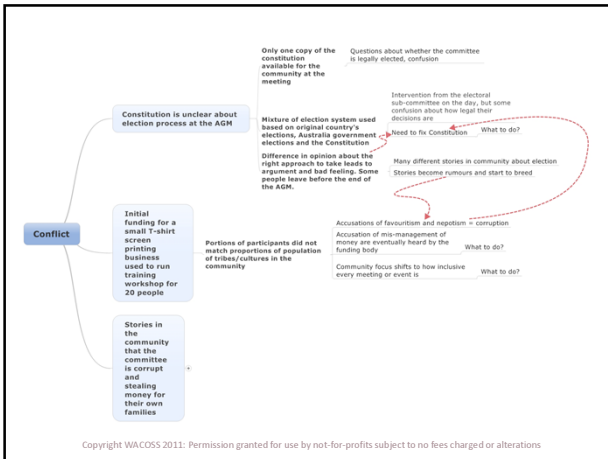 Conflict
Constitution is unclear about
election process at the AGM
Only one copy of the
constitution
available for the
community at the
meeting
Questions about whether the committee
is legally elected, confusion
Mixture of election system used
based on original country's
elections, Australia government
elections and the Constitution
Intervention from the electoral
sub-committee on the day, but some
confusion about how legal their
decisions are
Need to fix Constitution
What to do?
Difference in opinion about the
right approach to take leads to
argument and bad feeling. Some
people leave before the end of
the AGM.
Many different stories in community about election
Stories become rumours and start to breed
Initial
funding for a
small T-shirt
screen
printing
business
used to run
training
workshop for
20 people
Portions of participants did not
match proportions of population
of tribes/cultures in the
community
Accusations of favouritism and nepotism = corruption
Accusation of mis-management of
money are eventually heard by the
funding body
What to do?
Community focus shifts to how inclusive
every meeting or event is
What to do?
Stories in
the
community
that the
committee
is corrupt
and
stealing
money for
their own
families
Copyright WACOSS 2011: Permission granted for use by not-for-profits subject to no fees charged or alterations